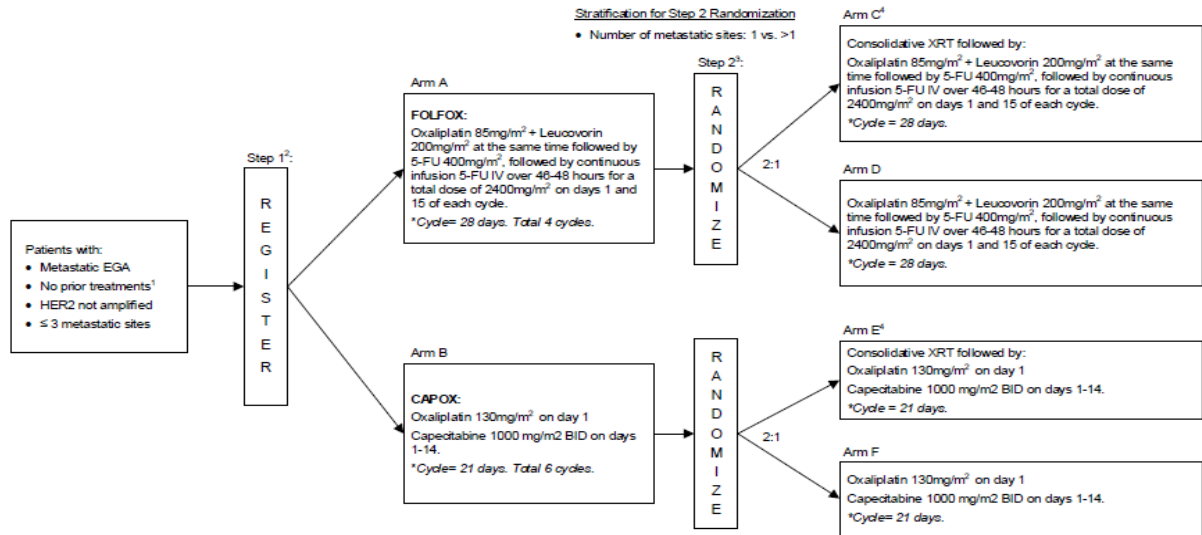 Stratification for Step 2 Randomization
• Number of metastatic sites: 1 vs. >1
Patients with:
• Metastatic EGA
• No prior treatments¹
• HER2 not amplified
• ≤ 3 metastatic sites
Step 1²:
R
E
G
I
S
T
E
R
Arm A
FOLFOX:
Oxaliplatin 85mg/m² + Leucovorin
200mg/m² at the same time followed by
5-FU 400mg/m², followed by continuous
infusion 5-FU IV over 46-48 hours for a
total dose of 2400mg/m² on days 1 and
15 of each cycle.
*Cycle= 28 days. Total 4 cycles.
Arm B
CAPOX:
Oxaliplatin 130mg/m² on day 1
Capecitabine 1000 mg/m2 BID on days
1-14.
*Cycle= 21 days. Total 6 cycles.
Step 2³:
R
A
N
D
O
M
I
Z
E
2:1
Arm C⁴
Consolidative XRT followed by:
Oxaliplatin 85mg/m² + Leucovorin 200mg/m² at the same
time followed by 5-FU 400mg/m², followed by continuous
infusion 5-FU IV over 46-48 hours for a total dose of
2400mg/m² on days 1 and 15 of each cycle.
*Cycle = 28 days.
Arm D
Oxaliplatin 85mg/m² + Leucovorin 200mg/m² at the same
time followed by 5-FU 400mg/m², followed by continuous
infusion 5-FU IV over 46-48 hours for a total dose of
2400mg/m² on days 1 and 15 of each cycle.
*Cycle = 28 days.
R
A
N
D
O
M
I
Z
E
2:1
Arm E⁴
Consolidative XRT followed by:
Oxaliplatin 130mg/m² on day 1
Capecitabine 1000 mg/m2 BID on days 1-14.
*Cycle = 21 days.
Arm F
Oxaliplatin 130mg/m² on day 1
Capecitabine 1000 mg/m2 BID on days 1-14.
*Cycle= 21 days.